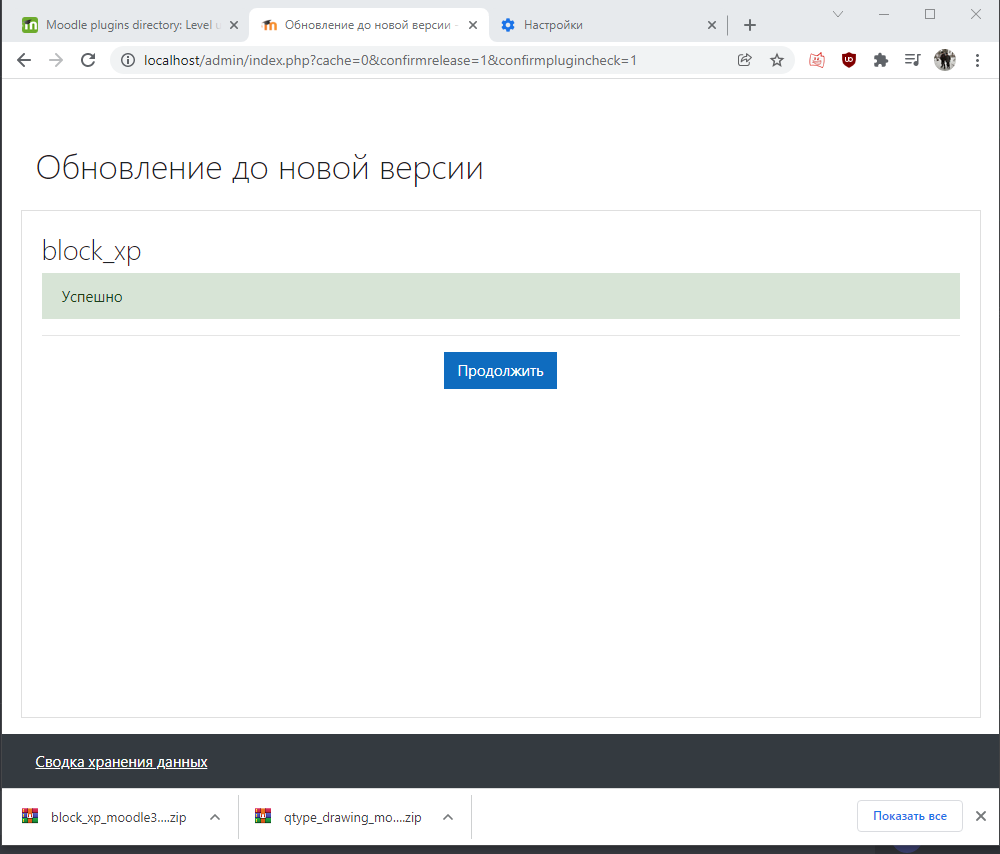 Moodle plugins directory: Level u
Обновление до новой версии -
Настройки
localhost/admin/index.php?cache=0&confirmrelease=1&confirmplugincheck=1
Обновление до новой версии
block_xp
Успешно
Продолжить
Сводка хранения данных
block_xp_moodle3....zip
qtype_drawing_mo....zip
Показать все